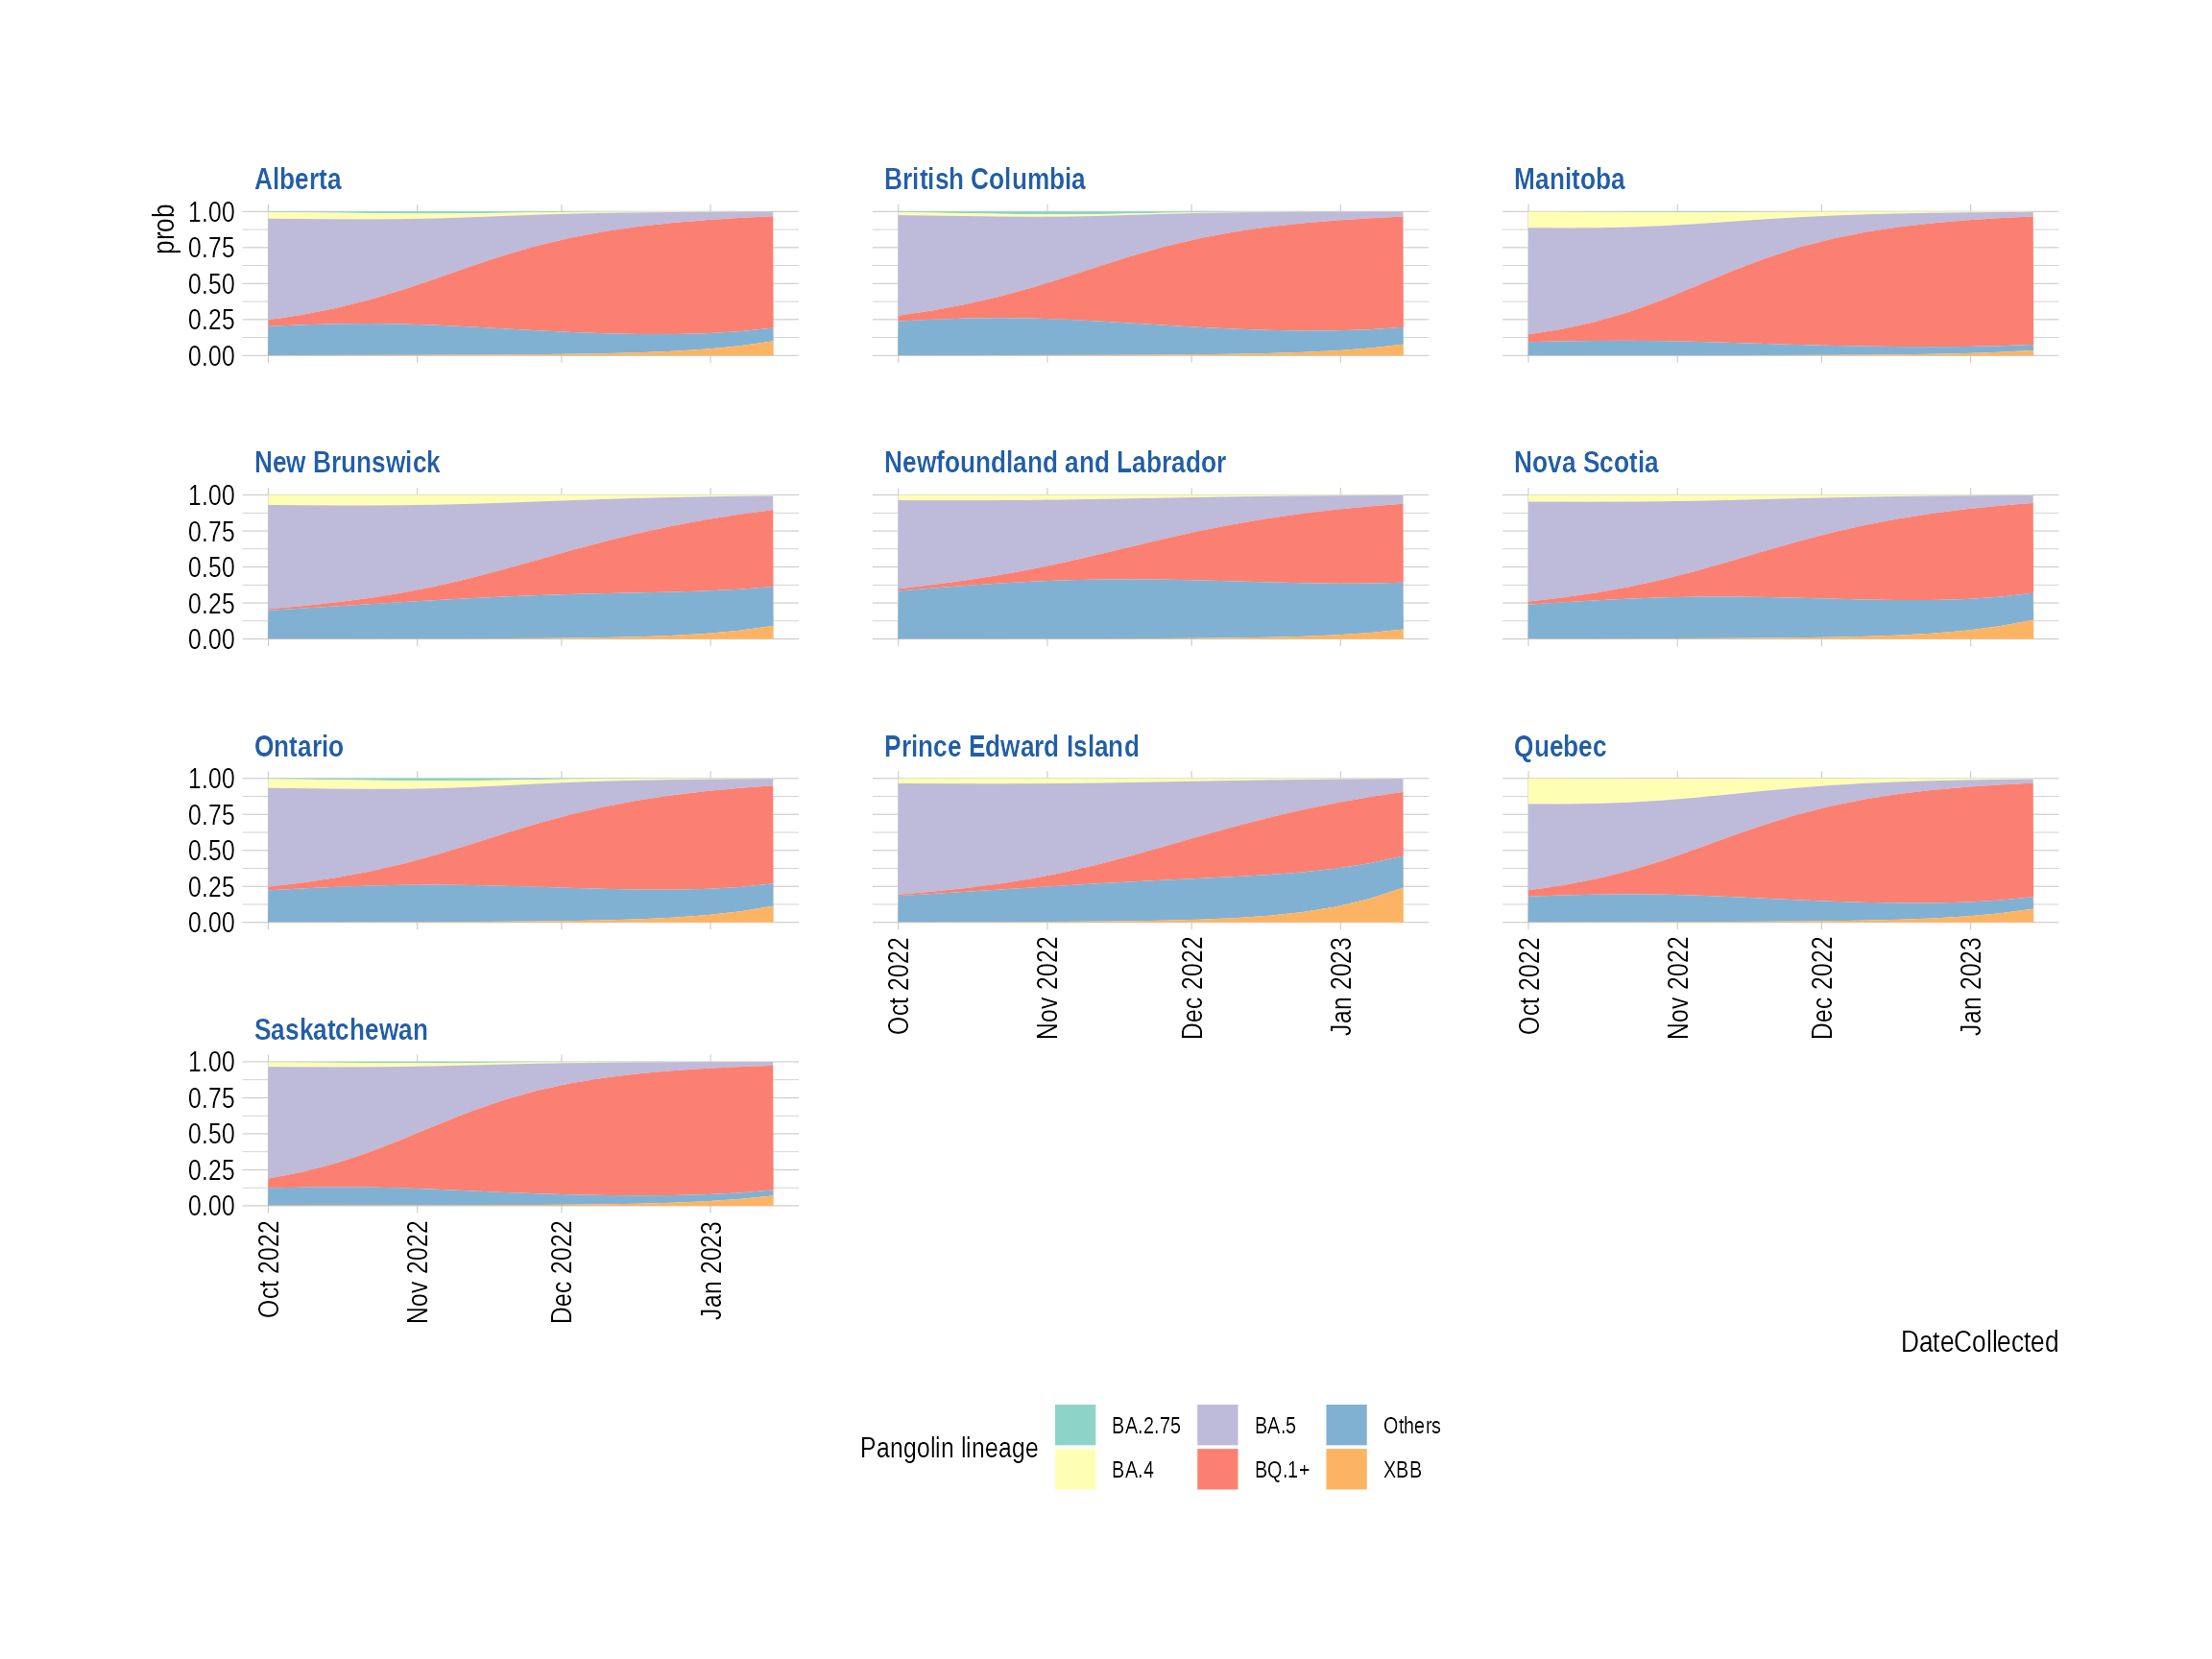 Alberta
British Columbia
Manitoba
prob
1.00
0.75
0.50
0.25
0.00
New Brunswick
Newfoundland and Labrador
Nova Scotia
1.00
0.75
0.50
0.25
0.00
Ontario
Prince Edward Island
Quebec
1.00
0.75
0.50
0.25
0.00
Oct 2022
Nov 2022
Dec 2022
Jan 2023
Oct 2022
Nov 2022
Dec 2022
Jan 2023
Saskatchewan
1.00
0.75
0.50
0.25
0.00
Oct 2022
Nov 2022
Dec 2022
Jan 2023
DateCollected
Pangolin lineage
BA.2.75
BA.5
Others
BA.4
BQ.1+
XBB